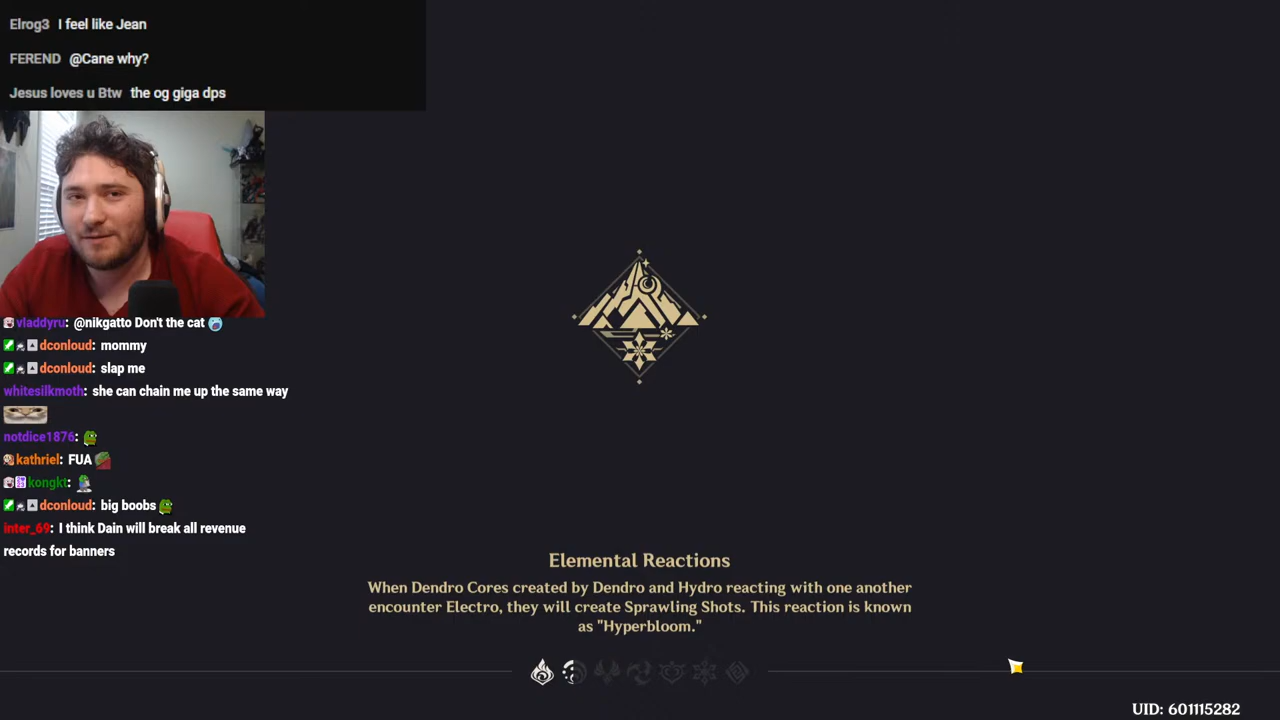 Elrog3 I feel like Jean
FEREND @Cane why?
Jesus loves u Btw the og giga dps
vladdyru: @nikgatto Don't the cat
dconloud: mommy
dconloud: slap me
whitesilkmoth: she can chain me up the same way
notdice1876:
kathriel: FUA
kongkt:
dconloud: big boobs
inter_69: I think Dain will break all revenue
records for banners
Elemental Reactions
When Dendro Cores created by Dendro and Hydro reacting with one another
encounter Electro, they will create Sprawling Shots. This reaction is known
as "Hyperbloom."
UID: 601115282